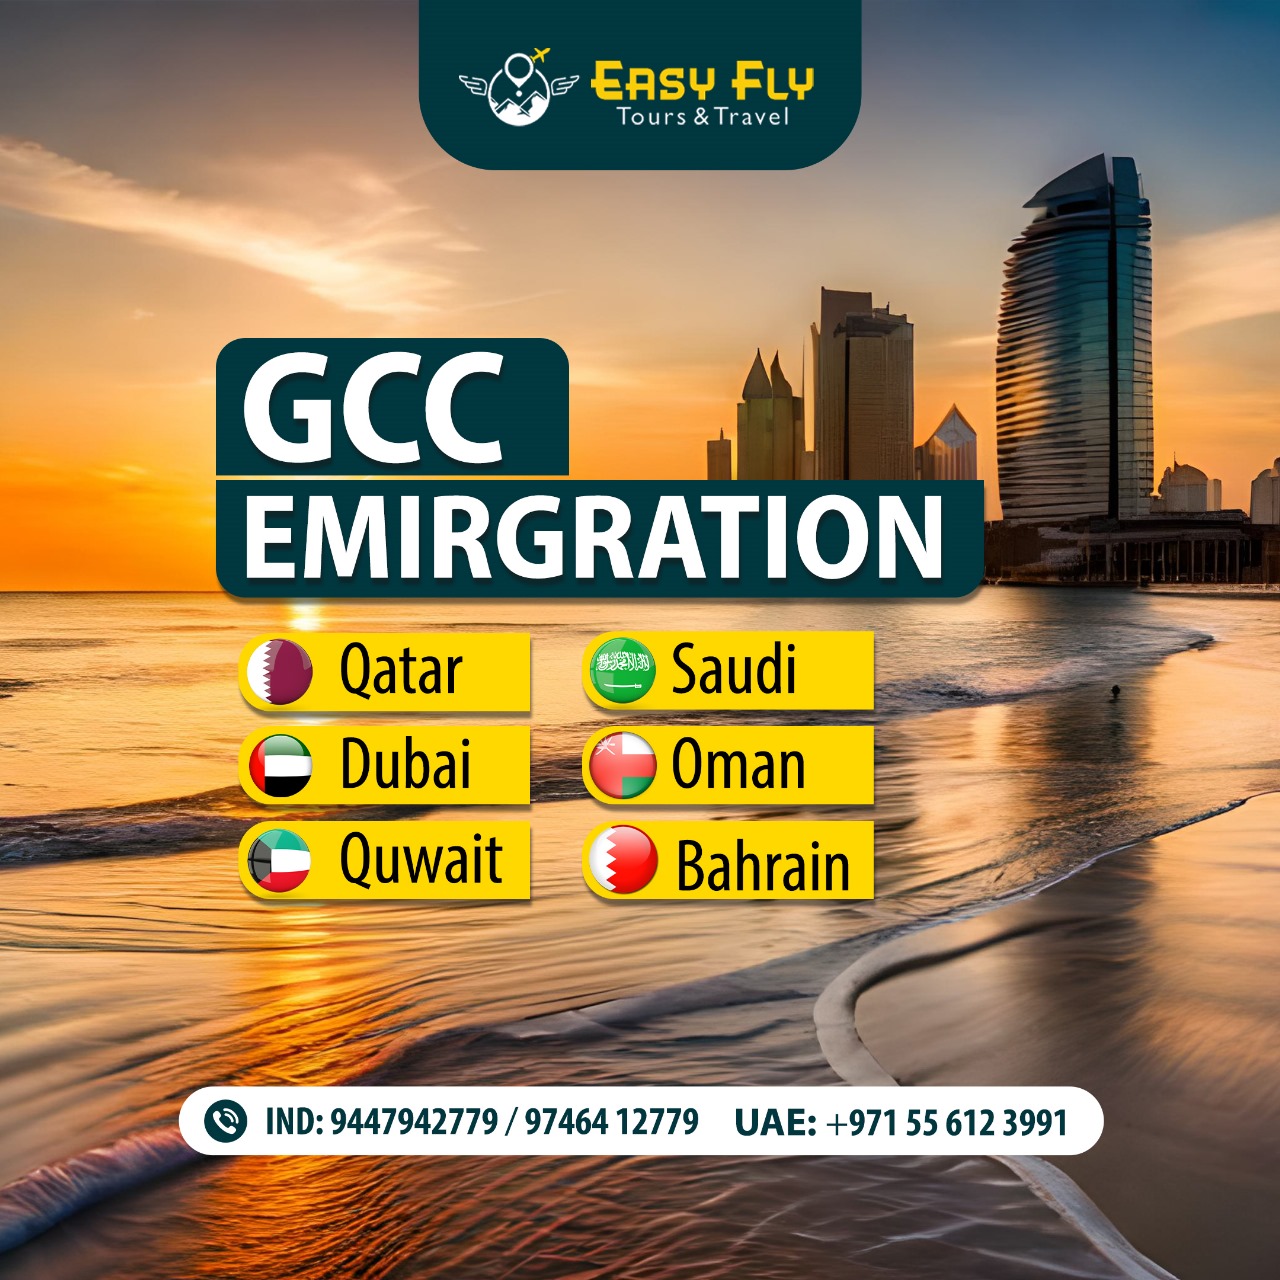 EASY FLY
Tours & Travel
GCC
EMIRGRATION
Qatar
Saudi
Dubai
Oman
Quwait
Bahrain
IND: 9447942779 / 97464 12779 UAE: +971 55 612 3991